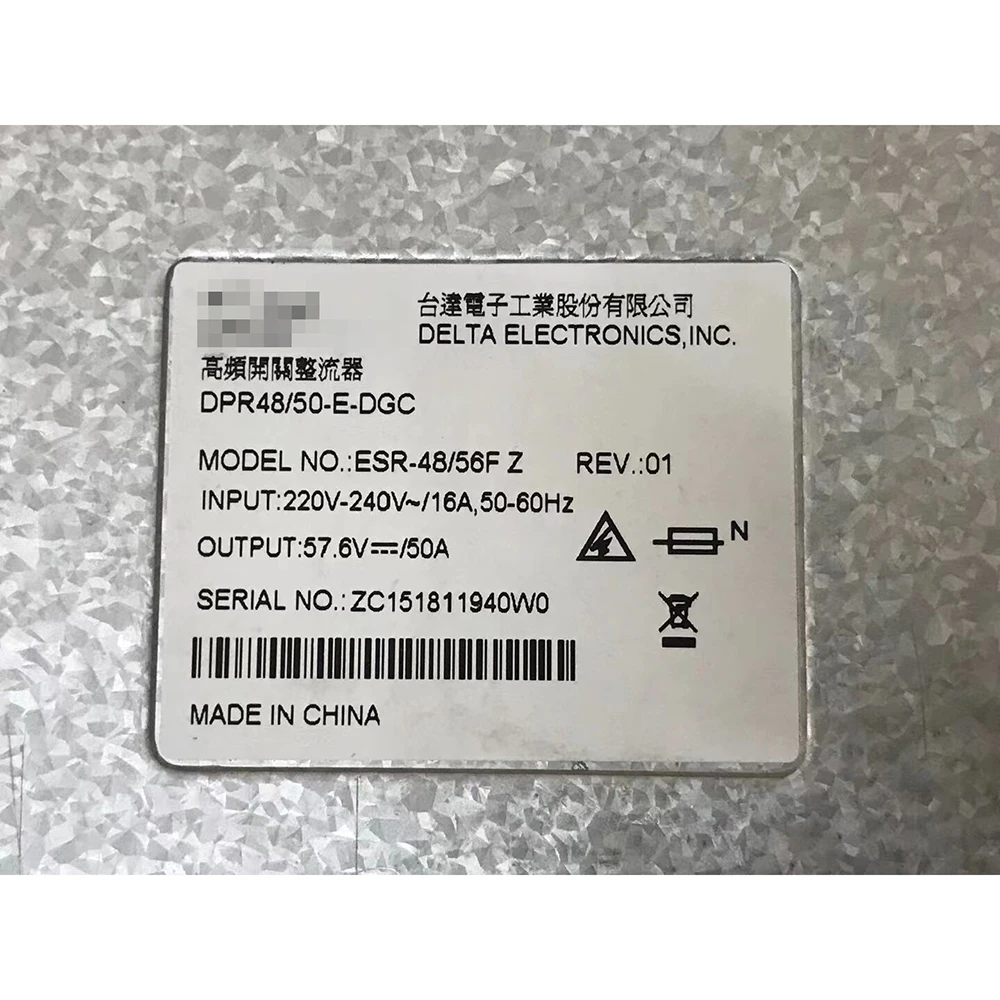 台達電子工業股份有限公司
DELTA ELECTRONICS,INC.
高頻開關整流器
DPR48/50-E-DGC
MODEL NO.:ESR-48/56F Z REV.:01
INPUT:220V-240V~/16A,50-60Hz
OUTPUT:57.6V⎓/50A
N
SERIAL NO.:ZC151811940W0
MADE IN CHINA